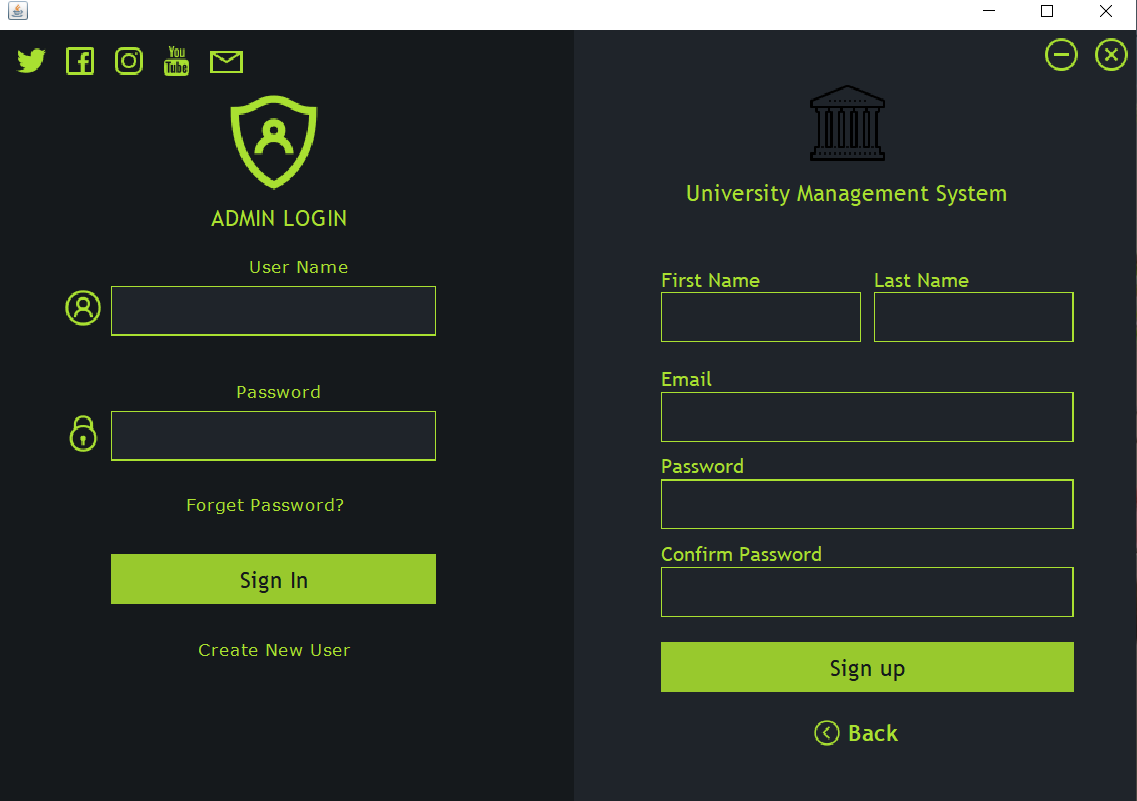 You
Tube
ADMIN LOGIN
User Name
Password
Forget Password?
Sign In
Create New User
University Management System
First Name Last Name
Email
Password
Confirm Password
Sign up
Back